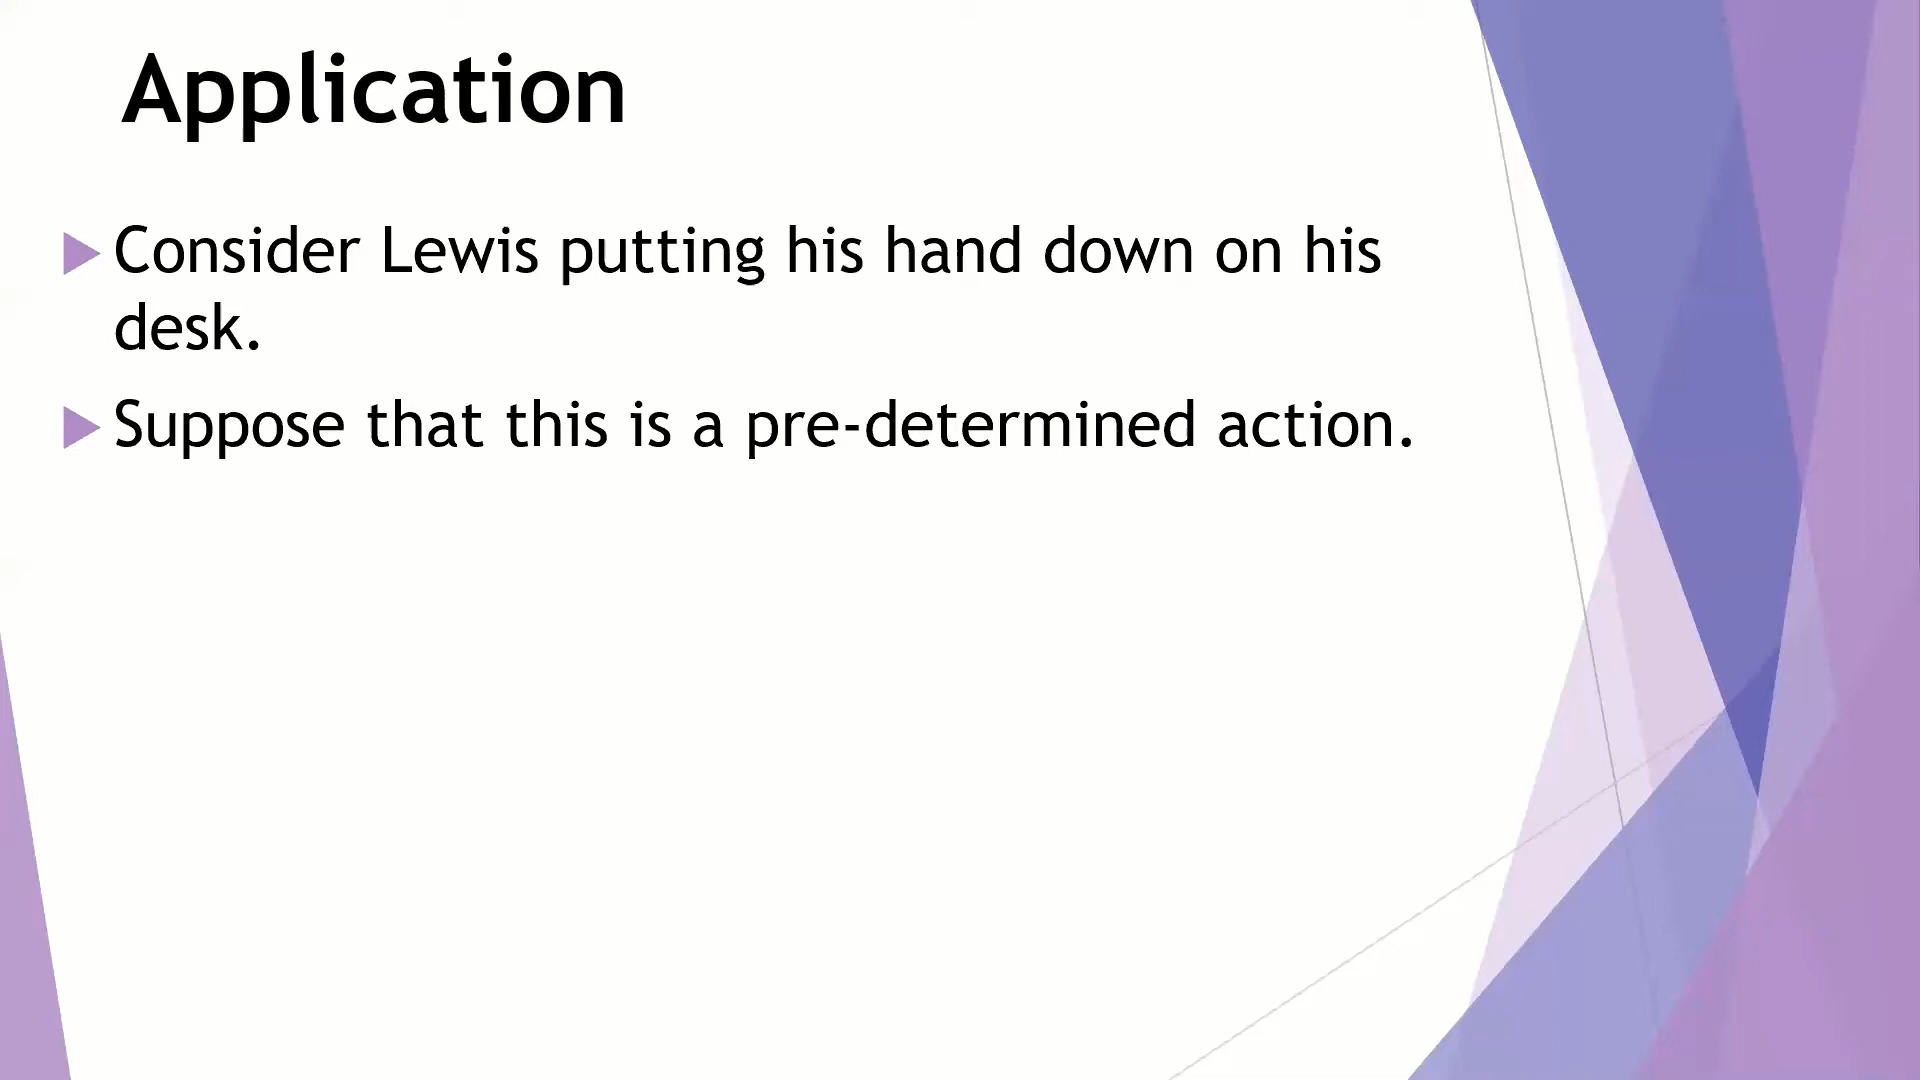 Application
Consider Lewis putting his hand down on his
desk.
Suppose that this is a pre-determined action.